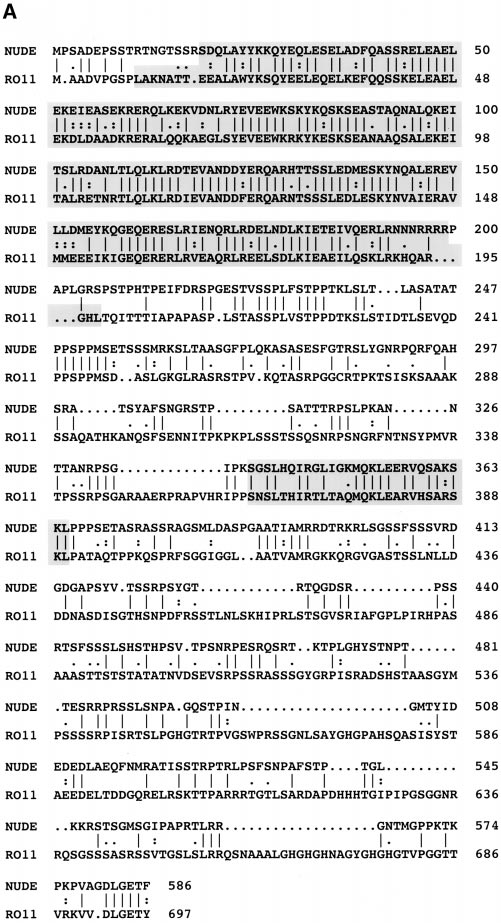 A
NUDE MPSADEPSSTRTNGTSSRSDQLAYYKKQYEQLESELADFQASSRELEAEL 50
RO11 M.AADVPGSPLAKNATT.EEALAWYKSQYEELEQELKEFQQSSKELEAEL 48
NUDE EKEIEASEKRERQLKEKVDNLRYEVEEWKSKYKQSKSEASTAQNALQKEI 100
RO11 EKDLDAADKRERALQQKAEGLSYEVEEWKRKYKESKSEANAAQSALEKEI 98
NUDE TSLRDANLTLQLKLRDTEVANDDYERQARHTTSSLEDMESKYNQALEREV 150
RO11 TALRETNRTLQLKLRDIEVANDDFERQARNTSSSLEDLESKYNVAIERAV 148
NUDE LLDMEYKQGEQERESLRIENQRLRDELNDLKIETEIVQERLRNNNRRRRP 200
RO11 MMEEEIKIGEQERERLRVEAQRLREELSDLKIEAEILQSKLRKHQAR... 195
NUDE APLGRSPSTPHTPEIFDRSPGESTVSSPLFSTPPTKLSLT..LASATAT 247
RO11 ...GHLTQITTTIAPAPASP.LSTASSPLVSTPPTDTKSLSTIDTLSEVQD 241
NUDE PPSPPMSETSSSMRKSLTAASGFPLQKASASESFGTRSLYGNRPQRFQAH 297
RO11 PPSPPMSD..ASLGKGLRASRSTPV.KQTASRPGGCRTPKTSISKSAAAK 288
NUDE SRA.....TSYAFSNGRSTP.......SATTTRPSLPKAN........N 326
RO11 SSAQATHKANQSFSENNITPKPKPLSSSTSSQSNRPSNGRFNTNSYPMVR 338
NUDE TTANRPSG.............IPKSGSLHQIRGLIGKMQKLEERVQSAKS 363
RO11 TPSSRPSGARAAERPRAPVHRIPPSNSLTHIRTLTAQMQKLEARVHSARS 388
NUDE KLPPPSETASRASSRAGSMLDASPGAATIAMRRDTRKRLSGSSFSSSVRD 413
RO11 KLPATAQTPPKQSPRFSGGIGGL..AATVAMRGKKQRGVGASTSSLNLLD 436
NUDE GDGAPSYV.TSSRPSYGT............RTQGDSR..........PSS 440
RO11 DDNASDISGTHSNPDFRSSTLNLSKHIPRLSTSGVSRIAFGPLPIRHPAS 486
NUDE RTSFSSSLSHSTHPSV.TPSNRPESRQSRT..KTPLGHYSTNPT...... 481
RO11 AAASTTSTSTATATNVDSEVSRPSSRASSSGYGRPISRADSHSTAASGYM 536
NUDE .TESRRPRSSLSNPA.GQSTPIN.......................GMTYID 508
RO11 PSSSSRPISRTSLPGHGTRTPVGSWPRSSGNLSAYGHGPAHSQASISYST 586
NUDE EDEDLAEQFNMRATISSTRPTRLPSFSNPAFSTP....TGL......... 545
RO11 AEEDELTDDGQRELRSKTTPARRRTGTLSARDAPDHHHTGIPIPGSGGNR 636
NUDE ..KKRSTSGMSGIPAPRTLRR..................GNTMGPPKTK 574
RO11 RQSGSSSASRSSVTGSLSLRRQSNAAALGHGHGHNAGYGHGHGTVPGGTT 686
NUDE PKPVAGDLGETF 586
RO11 VRKVV.DLGETY 697